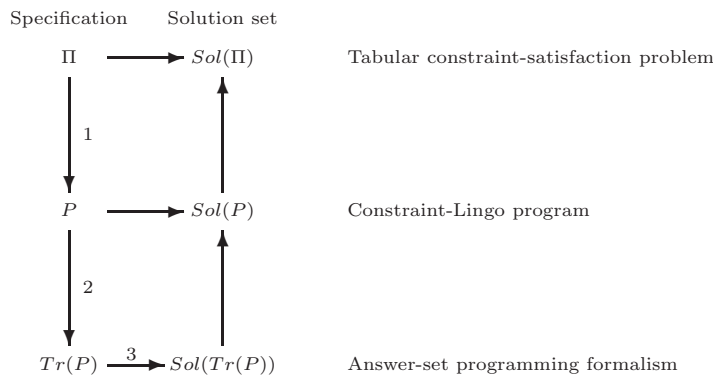 Specification Solution set
Π Sol(Π) Tabular constraint-satisfaction problem
1
P Sol(P) Constraint-Lingo program
2
3
Tr(P) Sol(Tr(P)) Answer-set programming formalism